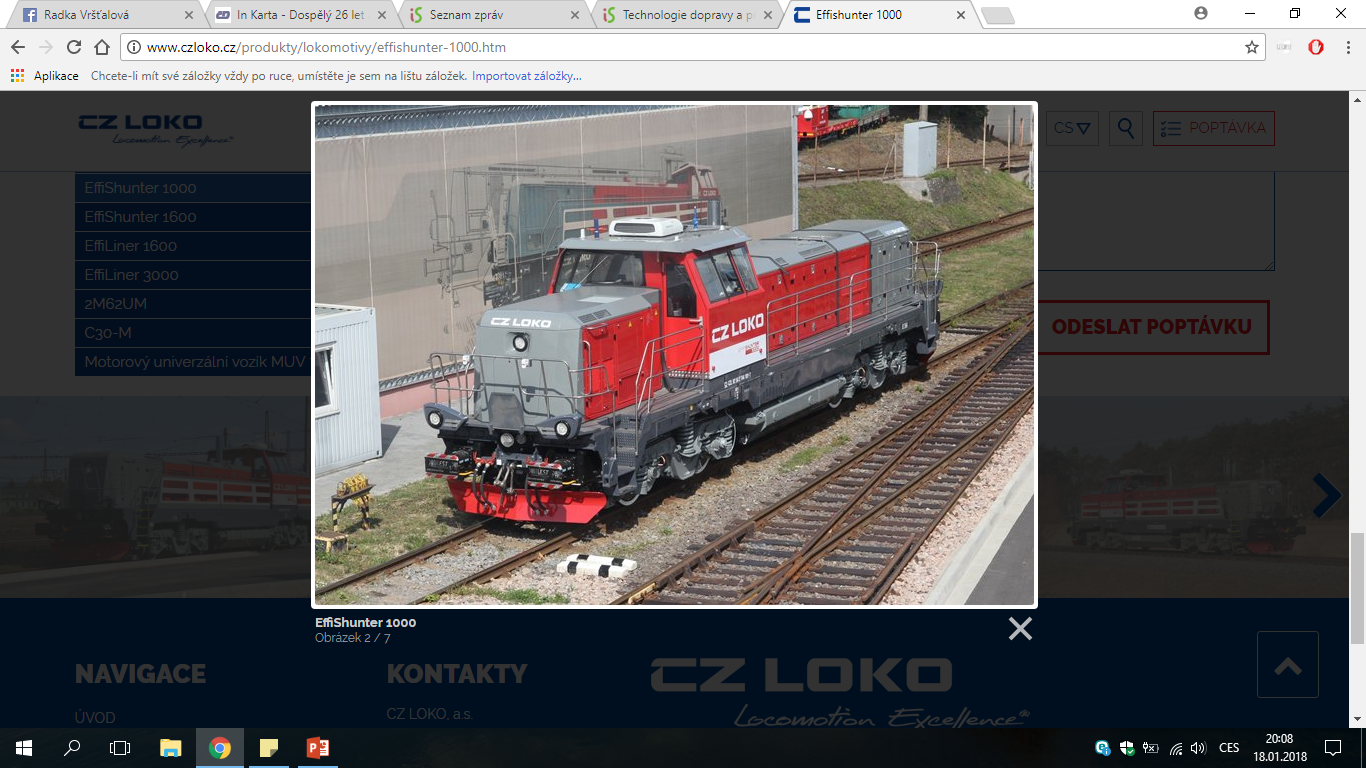 Radka Vršťalová
In Karta - Dospělý 26 let
Seznam zpráv
Technologie dopravy a p
Effishunter 1000
www.czloko.cz/produkty/lokomotivy/effishunter-1000.htm
Aplikace
Chcete-li mít své záložky vždy po ruce, umístěte je sem na lištu záložek.
Importovat záložky...
CZ LOKO
Locomotion Excellence
CS
POPTÁVKA
EffiShunter 1000
EffiShunter 1600
EffiLiner 1600
EffiLiner 3000
2M62UM
C30-M
Motorový univerzální vozík MUV
CZ LOKO
CZ LOKO
CZ LOKO
ODESLAT POPTÁVKU
EffiShunter 1000
Obrázek 2 / 7
NAVIGACE
ÚVOD
KONTAKTY
CZ LOKO, a.s.
CZ LOKO
Locomotion Excellence®
CES
20:08
18.01.2018